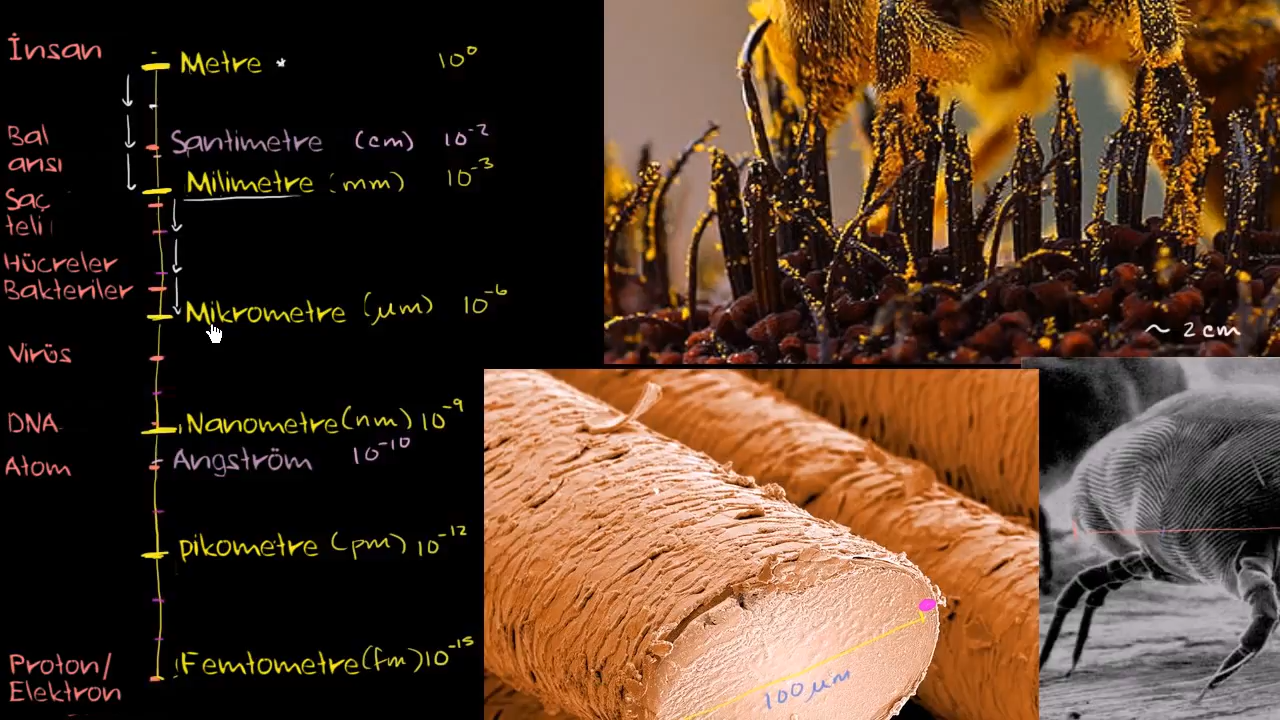 İnsan
Metre
10⁰
Bal
arısı
Santimetre (cm) 10⁻²
Milimetre (mm) 10⁻³
Saç
teli
Hücreler
Bakteriler
Mikrometre (μm) 10⁻⁶
Virüs
DNA
Nanometre (nm) 10⁻⁹
Atom
Angström 10⁻¹⁰
pikometre (pm) 10⁻¹²
Proton/
Elektron
Femtometre (fm) 10⁻¹⁵
~ 2 cm
100 μm